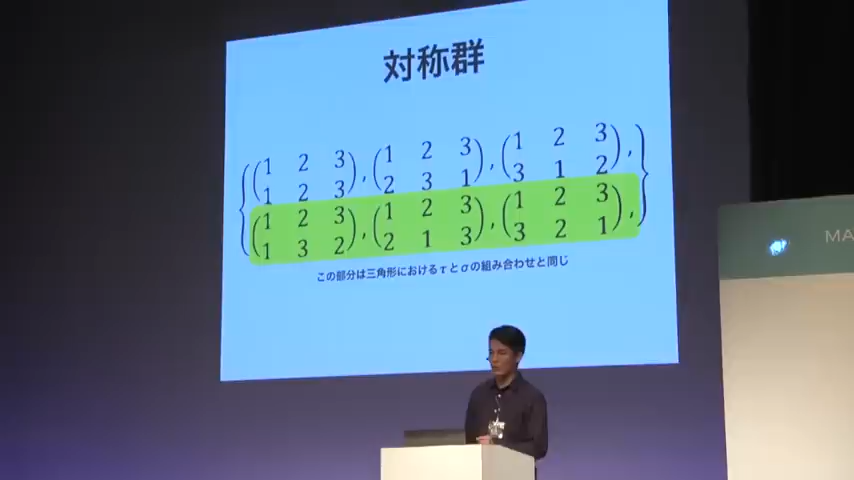 対称群
{(1 2 3), (1 2 3), (1 2 3),}
1 2 3 2 3 1 3 1 2
(1 2 3), (1 2 3), (1 2 3),
1 3 2 2 1 3 3 2 1
この部分は三角形におけるτとσの組み合わせと同じ
MA